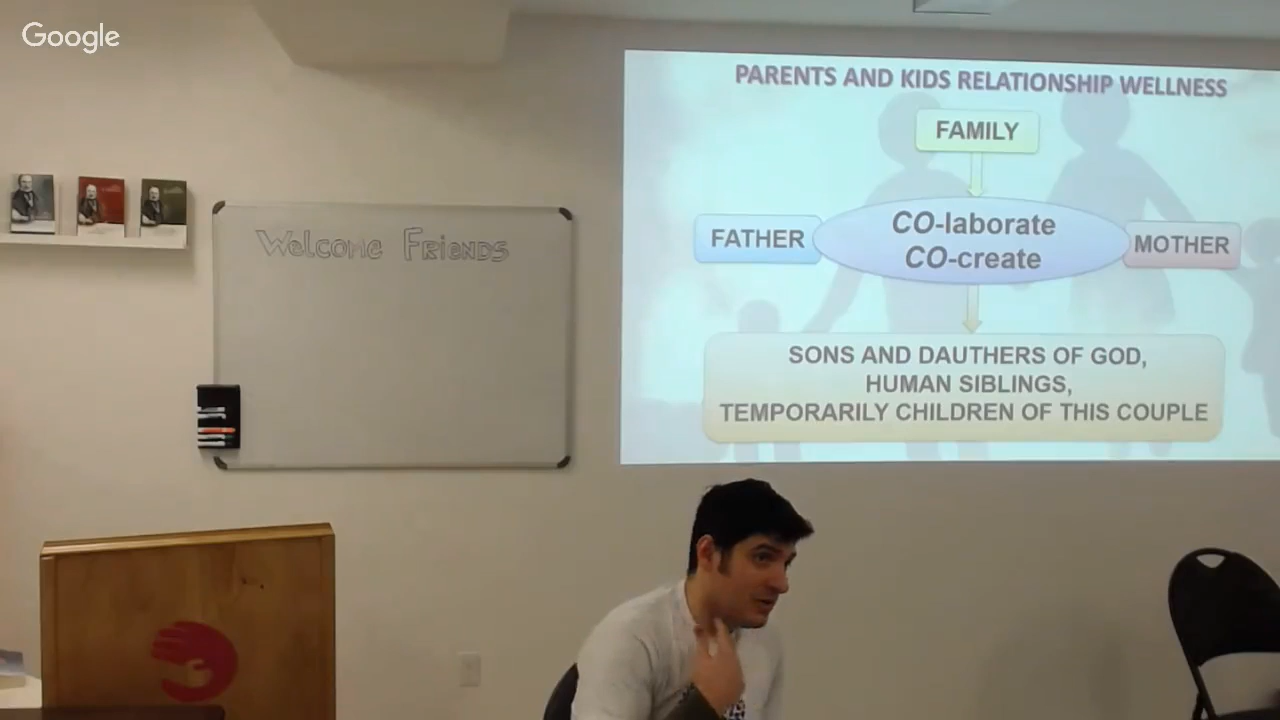 Google
PARENTS AND KIDS RELATIONSHIP WELLNESS
FAMILY
FATHER
CO-laborate
CO-create
MOTHER
SONS AND DAUTHERS OF GOD,
HUMAN SIBLINGS,
TEMPORARILY CHILDREN OF THIS COUPLE
Welcome Friends